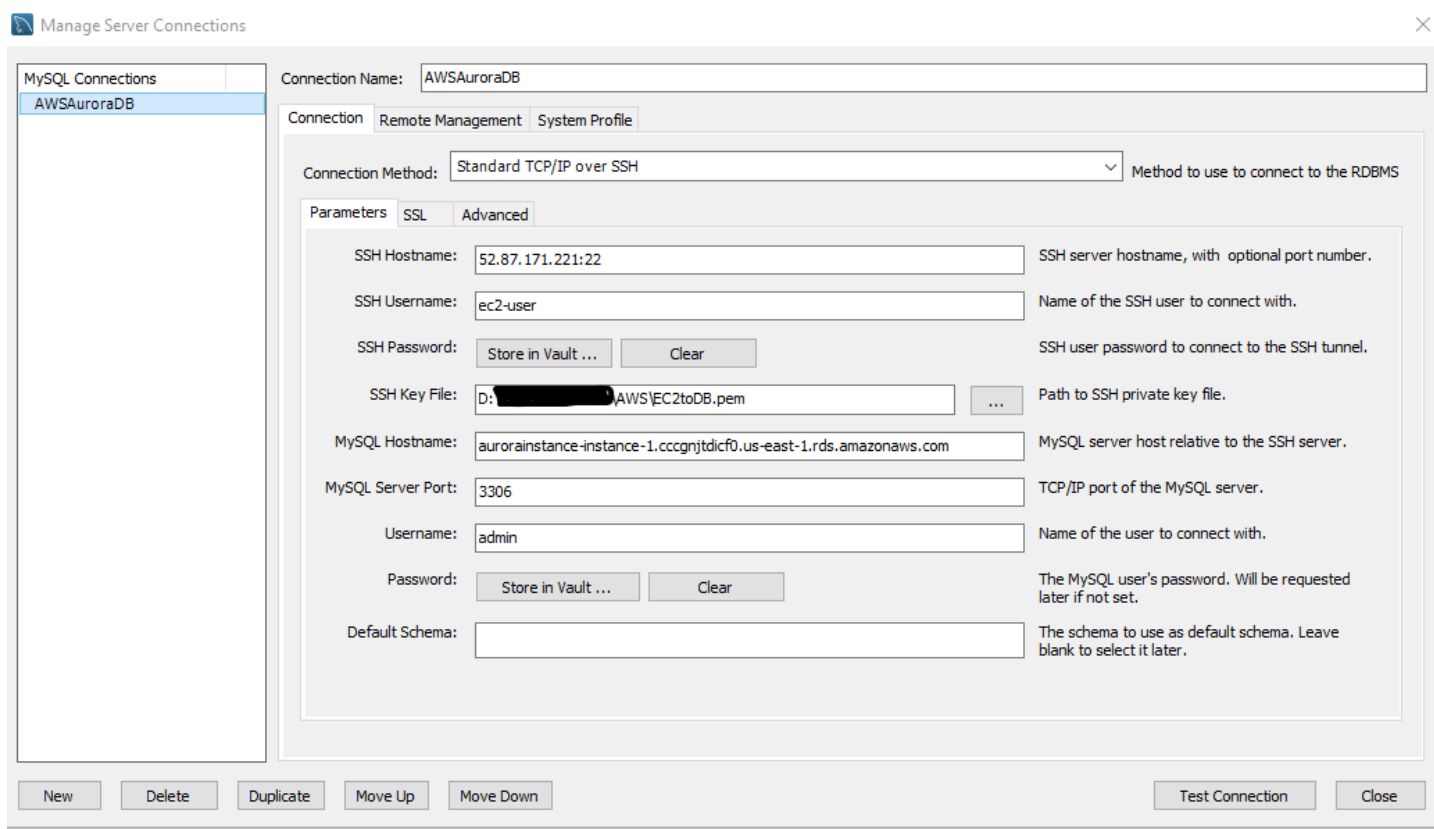 Manage Server Connections
MySQL Connections
AWSAuroraDB
Connection Name: AWSAuroraDB
Connection Remote Management System Profile
Connection Method: Standard TCP/IP over SSH Method to use to connect to the RDBMS
Parameters SSL Advanced
SSH Hostname: 52.87.171.221:22 SSH server hostname, with optional port number.
SSH Username: ec2-user Name of the SSH user to connect with.
SSH Password: Store in Vault ... Clear SSH user password to connect to the SSH tunnel.
SSH Key File: D: \AWS\EC2toDB.pem ... Path to SSH private key file.
MySQL Hostname: aurorainstance-instance-1.cccgnjtdicf0.us-east-1.rds.amazonaws.com MySQL server host relative to the SSH server.
MySQL Server Port: 3306 TCP/IP port of the MySQL server.
Username: admin Name of the user to connect with.
Password: Store in Vault ... Clear The MySQL user's password. Will be requested
later if not set.
Default Schema: The schema to use as default schema. Leave
blank to select it later.
New Delete Duplicate Move Up Move Down Test Connection Close